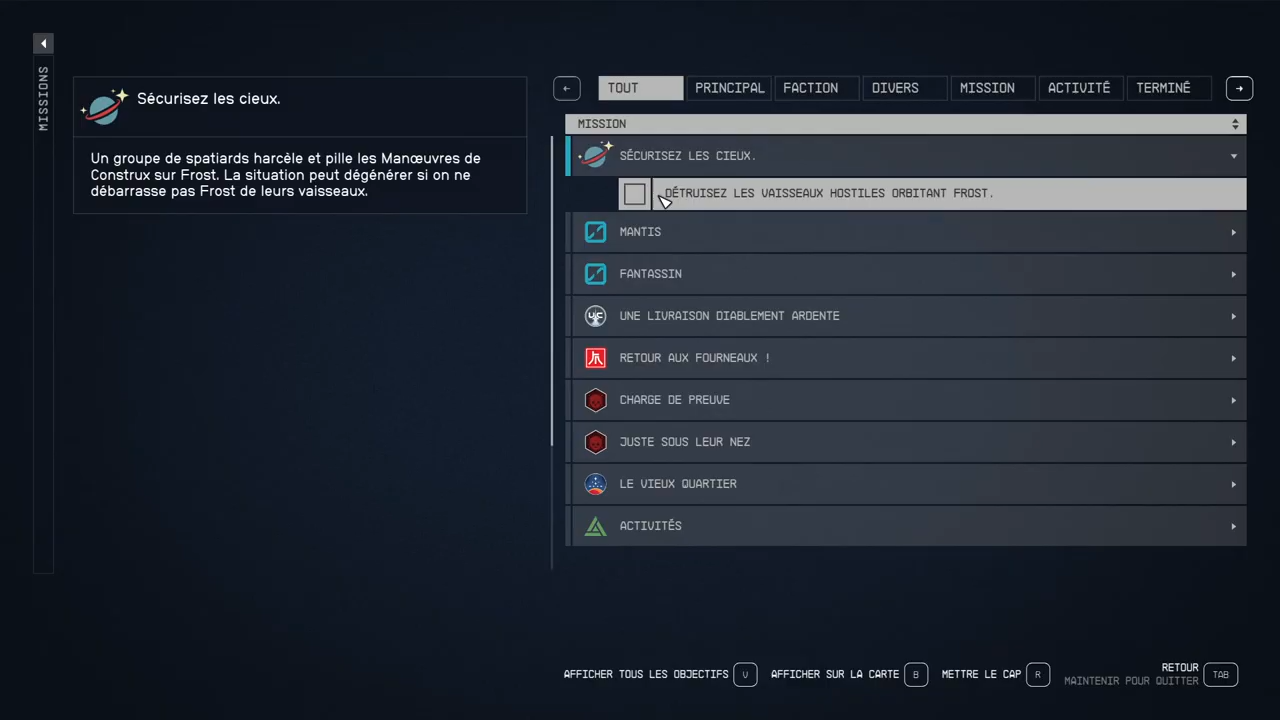 MISSIONS
Sécurisez les cieux.
Un groupe de spatiards harcèle et pille les Manœuvres de
Construx sur Frost. La situation peut dégénérer si on ne
débarrasse pas Frost de leurs vaisseaux.
TOUT PRINCIPAL FACTION DIVERS MISSION ACTIVITÉ TERMINÉ
MISSION
SÉCURISEZ LES CIEUX.
DÉTRUISEZ LES VAISSEAUX HOSTILES ORBITANT FROST.
MANTIS
FANTASSIN
UC UNE LIVRAISON DIABLEMENT ARDENTE
RETOUR AUX FOURNEAUX !
CHARGE DE PREUVE
JUSTE SOUS LEUR NEZ
LE VIEUX QUARTIER
ACTIVITÉS
AFFICHER TOUS LES OBJECTIFS V AFFICHER SUR LA CARTE B METTRE LE CAP R RETOUR TAB
MAINTENIR POUR QUITTER